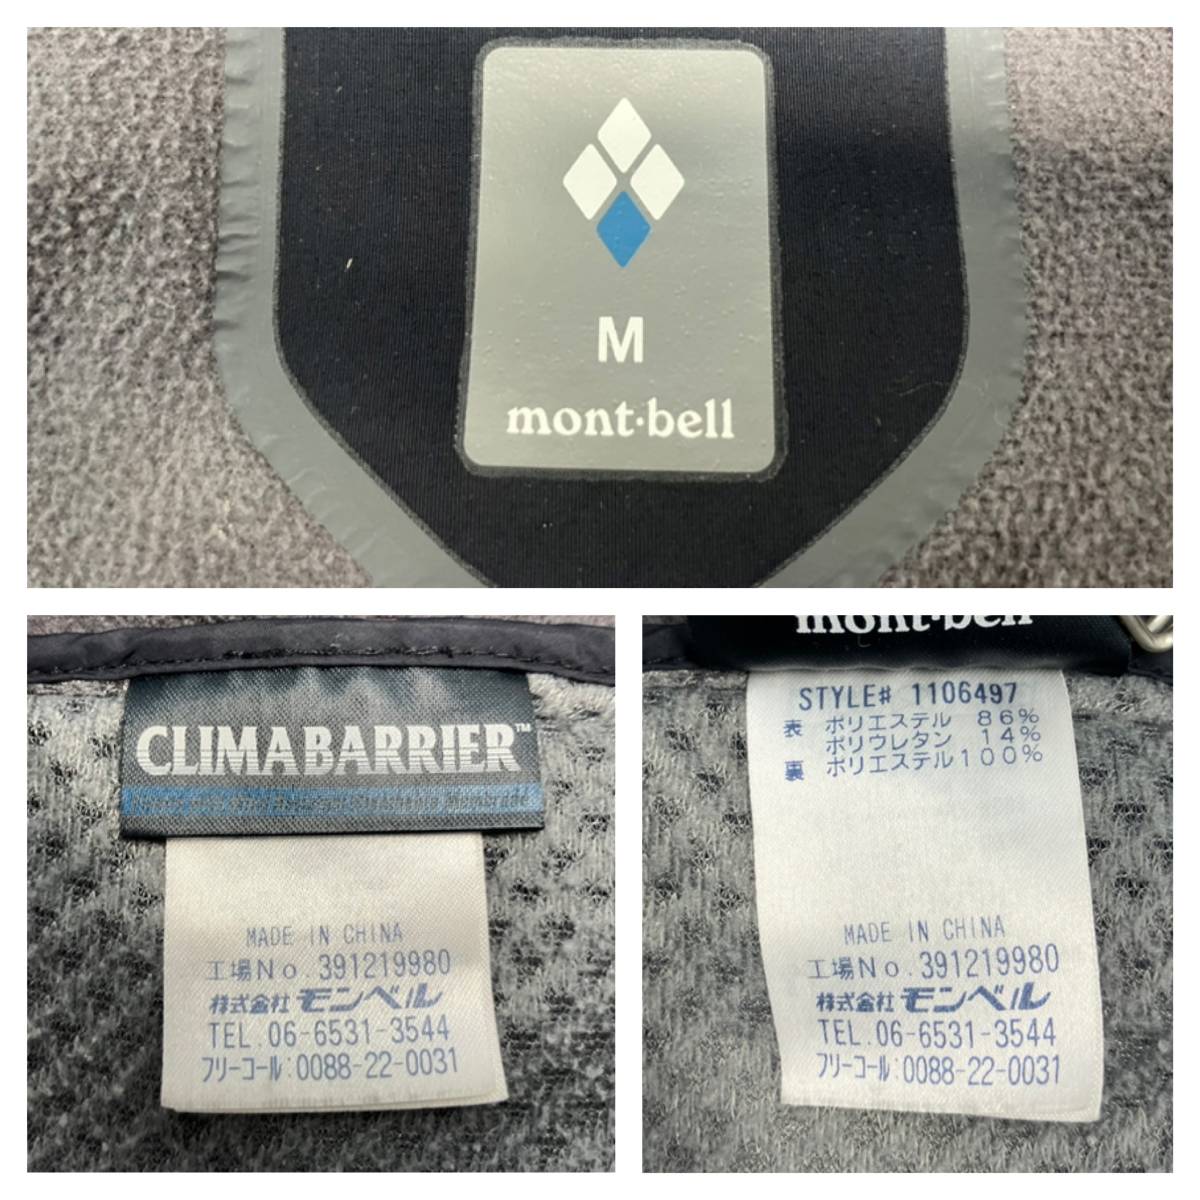 M
mont-bell
CLIMABARRIER™
MADE IN CHINA
工場No.391219980
株式会社モンベル
TEL.06-6531-3544
フリーコール:0088-22-0031
mont-bell
STYLE# 1106497
表 ポリエステル 86%
ポリウレタン 14%
裏 ポリエステル100%
MADE IN CHINA
工場No.391219980
株式会社モンベル
TEL.06-6531-3544
フリーコール:0088-22-0031